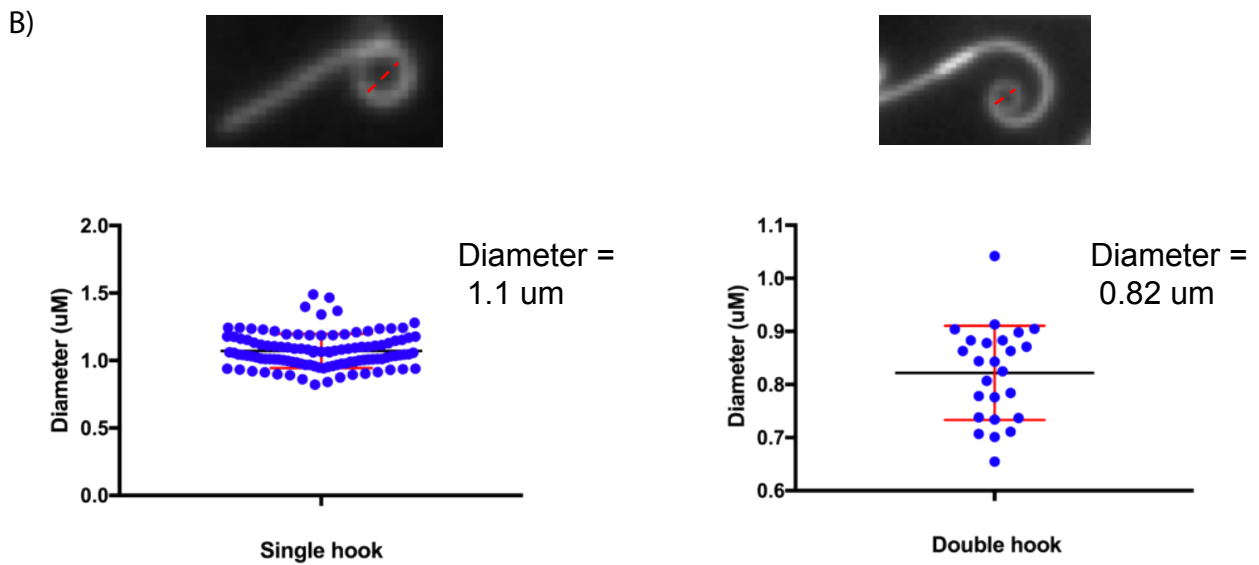 B)
2.0
1.5
1.0
0.5
0.0
Diameter (uM)
Diameter =
1.1 um
Single hook
1.1
1.0
0.9
0.8
0.7
0.6
Diameter (uM)
Diameter =
0.82 um
Double hook